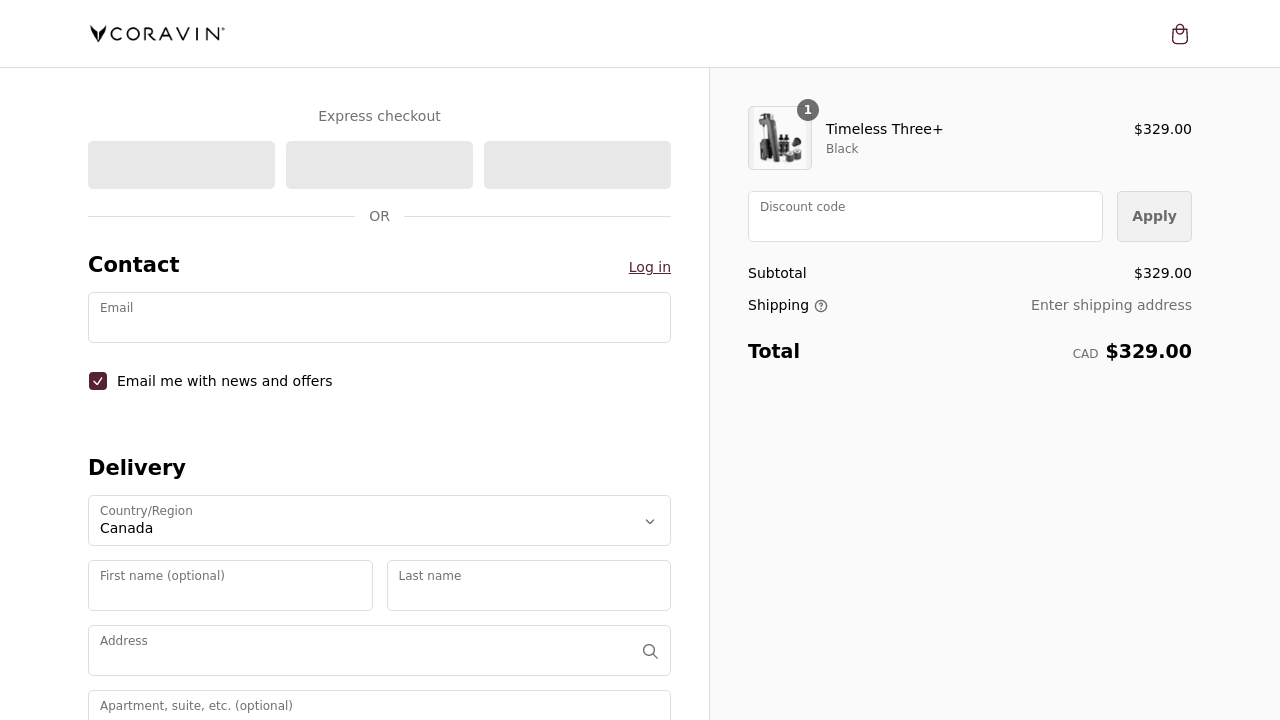 CORAVIN
Express checkout
OR
Contact
Log in
Email
Email me with news and offers
Delivery
Country/Region
Canada
First name (optional)
Last name
Address
Apartment, suite, etc. (optional)
1
Timeless Three+
$329.00
Black
Discount code
Apply
Subtotal
$329.00
Shipping
Enter shipping address
Total
CAD $329.00